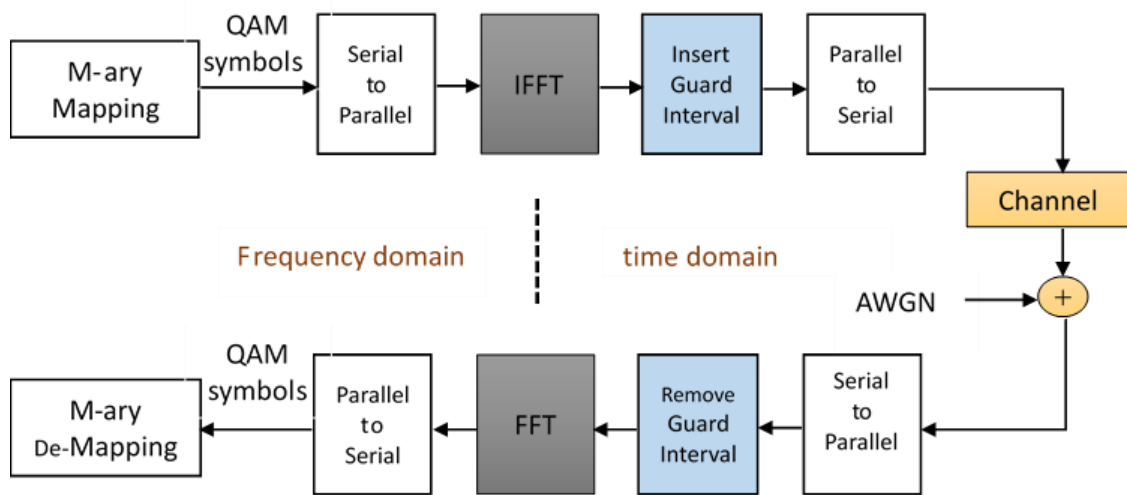 M-ary
Mapping
QAM
symbols
Serial
to
Parallel
IFFT
Insert
Guard
Interval
Parallel
to
Serial
Channel
Frequency domain
time domain
AWGN
+
M-ary
De-Mapping
QAM
symbols
Parallel
to
Serial
FFT
Remove
Guard
Interval
Serial
to
Parallel